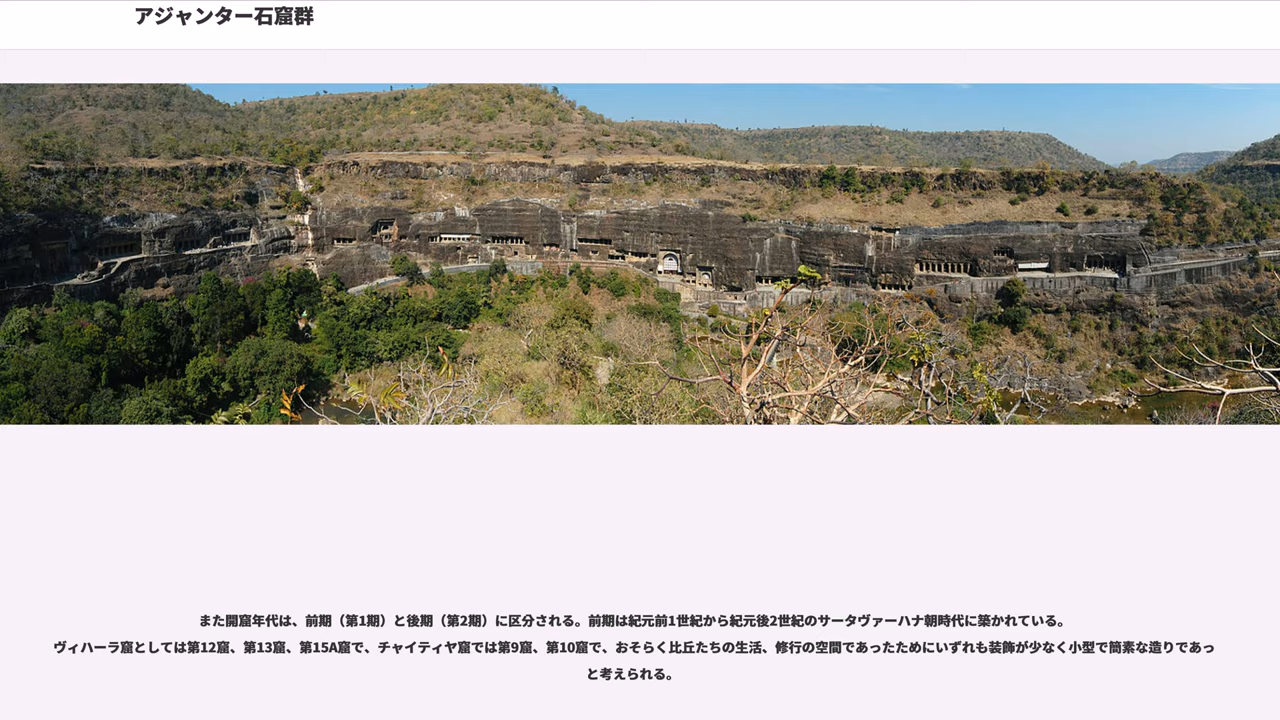 アジャンター石窟群
また開窟年代は、前期（第1期）と後期（第2期）に区分される。前期は紀元前1世紀から紀元後2世紀のサータヴァーハナ朝時代に築かれている。
ヴィハーラ窟としては第12窟、第13窟、第15A窟で、チャイティヤ窟では第9窟、第10窟で、おそらく比丘たちの生活、修行の空間であったためにいずれも装飾が少なく小型で簡素な造りであっ
と考えられる。